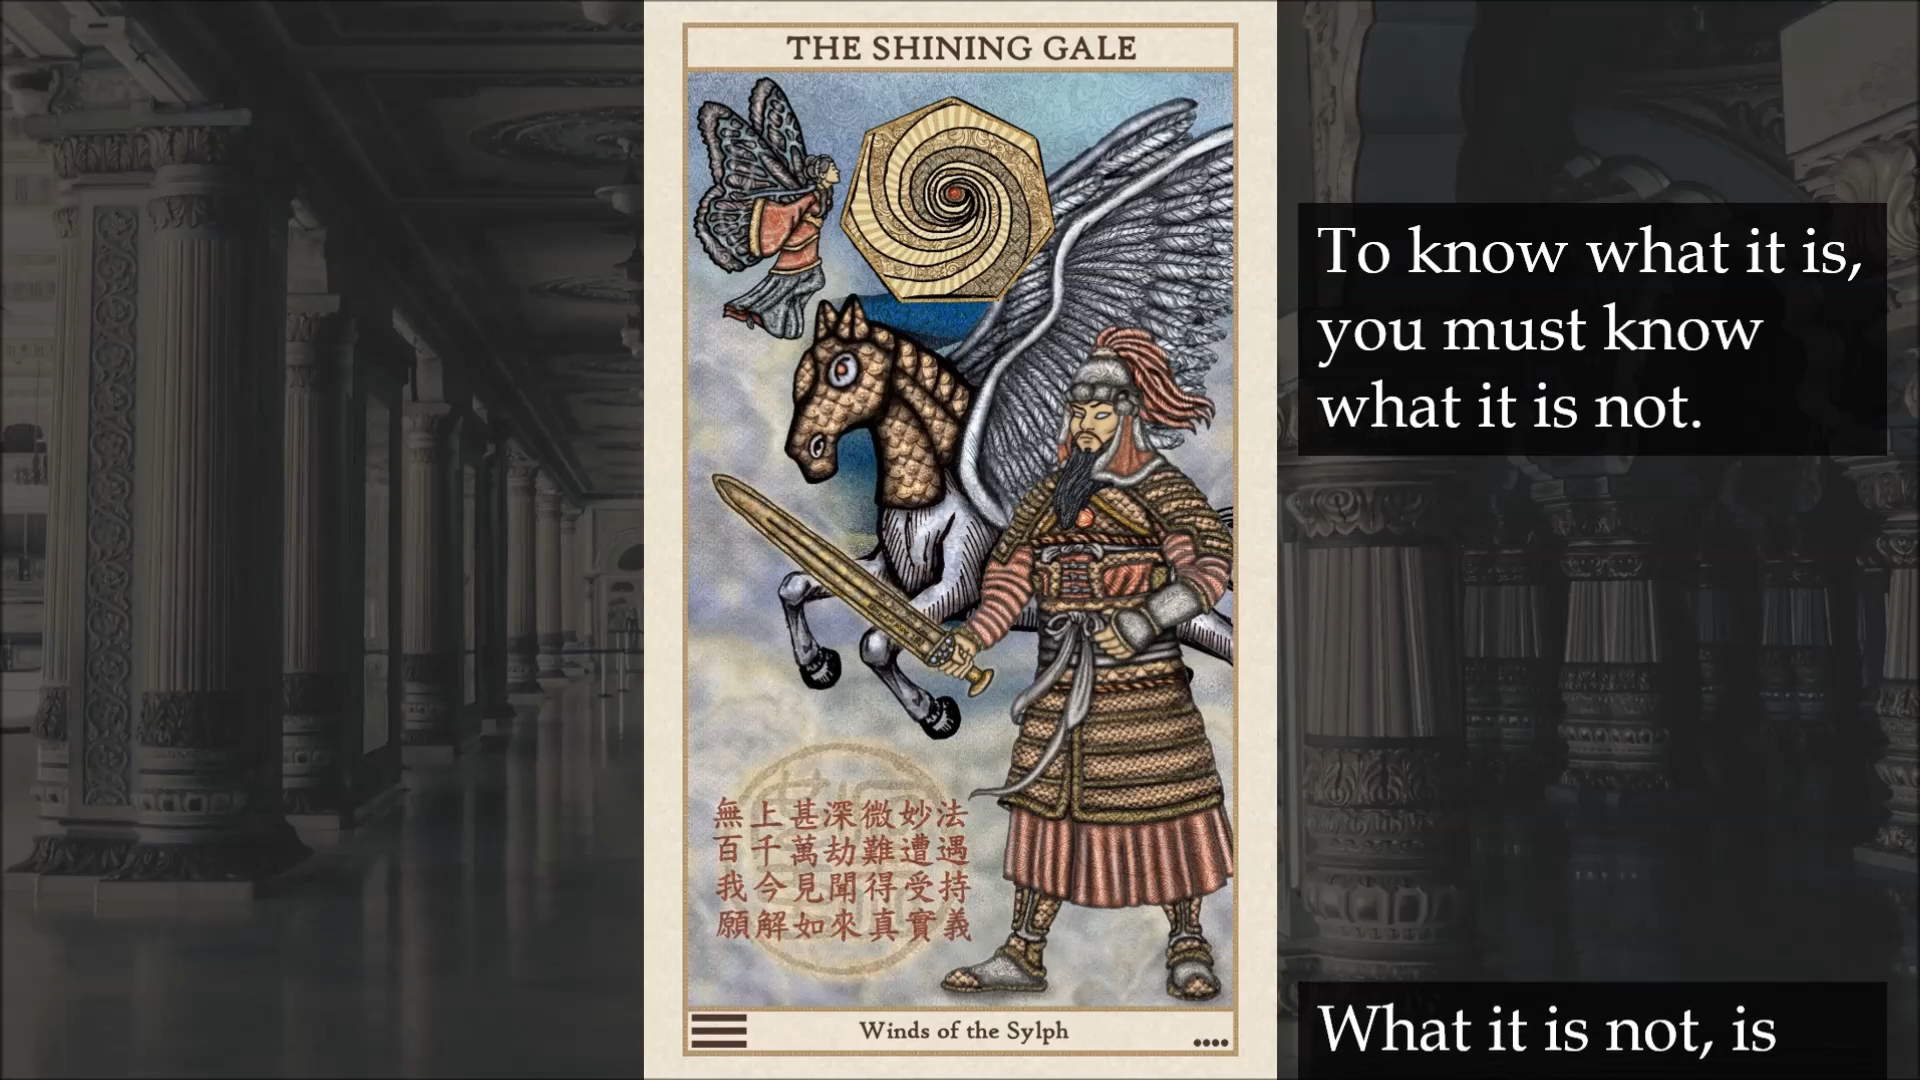 THE SHINING GALE
無上甚深微妙法
百千萬劫難遭遇
我今見聞得受持
願解如來真實義
Winds of the Sylph
To know what it is,
you must know
what it is not.
What it is not, is